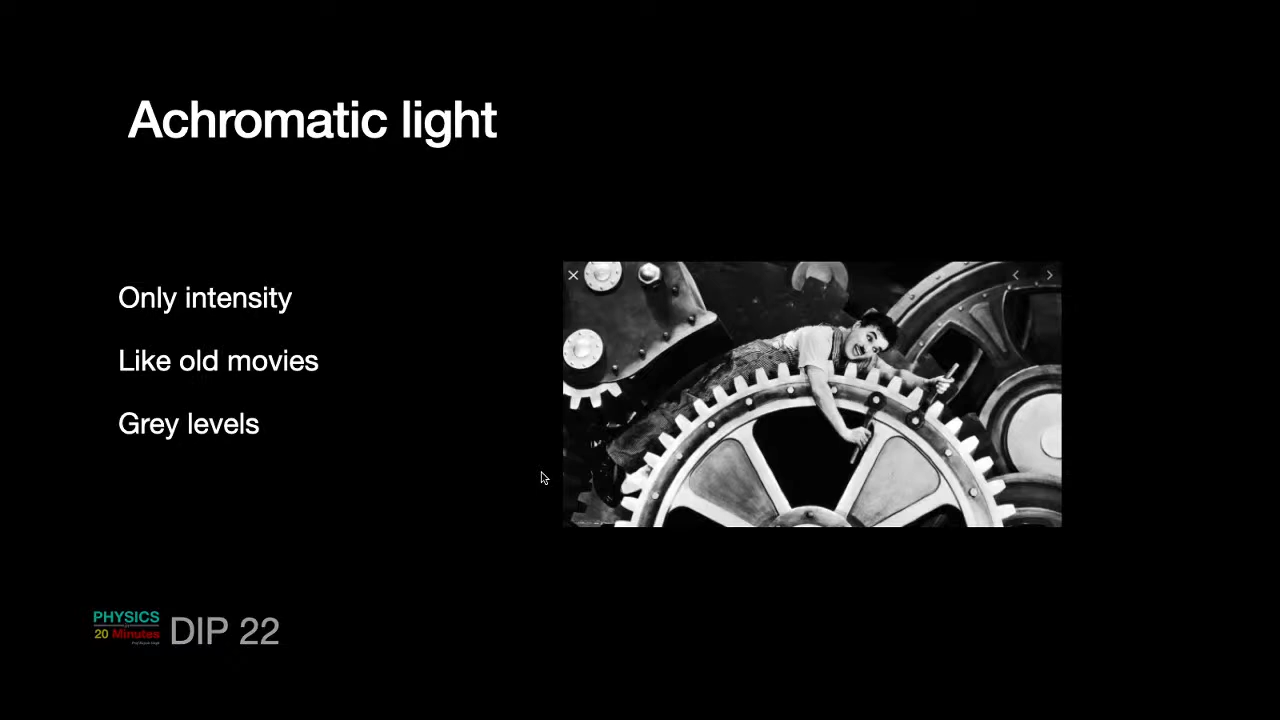 Achromatic light
Only intensity
Like old movies
Grey levels
PHYSICS
20 Minutes
DIP 22